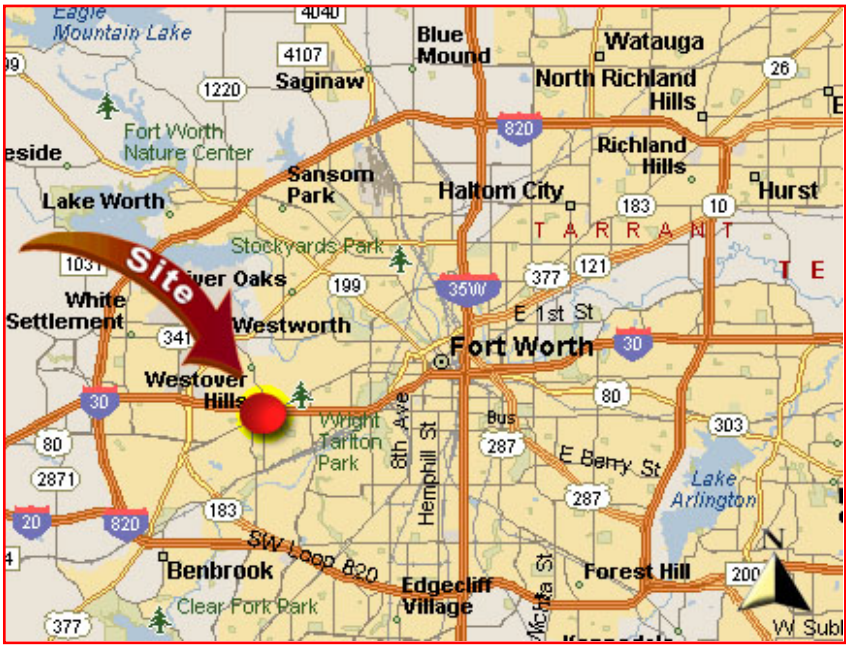 Eagle
Mountain Lake
4040
Blue
Mound
Watauga
4107
Saginaw
1220
North Richland
Hills
26
99
820
Fort Worth
Nature Center
eside
Richland
Hills
Sansom
Park
Haltom City
Hurst
Lake Worth
183
10
TARRANT
Stockyards Park
1031
Site
199
377
121
T E
35W
White
Settlement
Westworth
E 1st St
341
Fort Worth
30
Westover
Hills
30
80
Wright
Tarlton
Park
8th Ave
Hemphill St
Bus
287
303
80
2871
E Berry St
287
Lake
Arlington
20
820
183
SW Loop 820
N
Benbrook
Edgecliff
Village
Forest Hill
200
Clear Fork Park
377